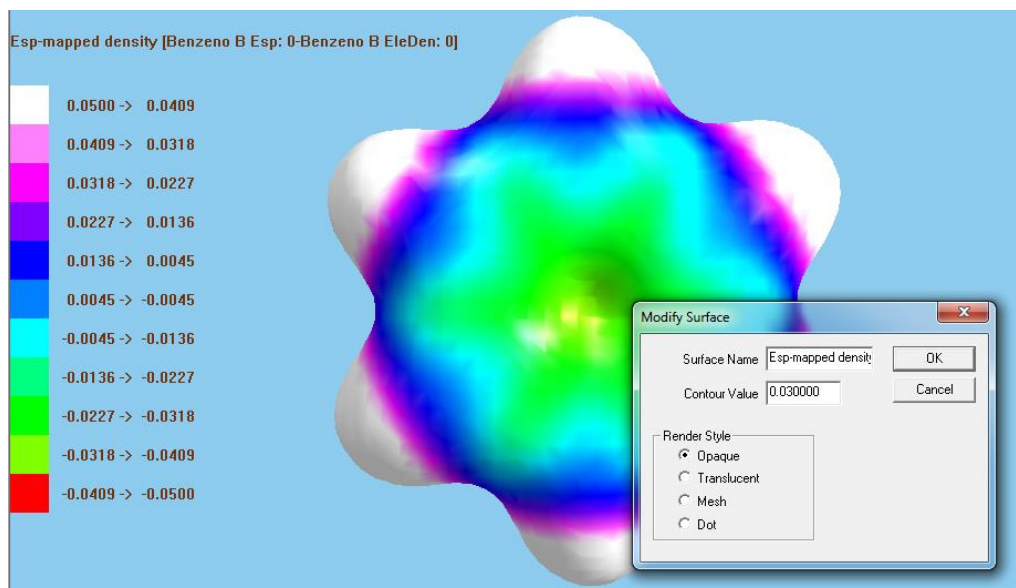 Esp-mapped density [Benzeno B Esp: 0-Benzeno B EleDen: 0]
0.0500 -> 0.0409
0.0409 -> 0.0318
0.0318 -> 0.0227
0.0227 -> 0.0136
0.0136 -> 0.0045
0.0045 -> -0.0045
-0.0045 -> -0.0136
-0.0136 -> -0.0227
-0.0227 -> -0.0318
-0.0318 -> -0.0409
-0.0409 -> -0.0500
Modify Surface
Surface Name Esp-mapped density OK
Contour Value 0.030000 Cancel
Render Style
Opaque
Translucent
Mesh
Dot